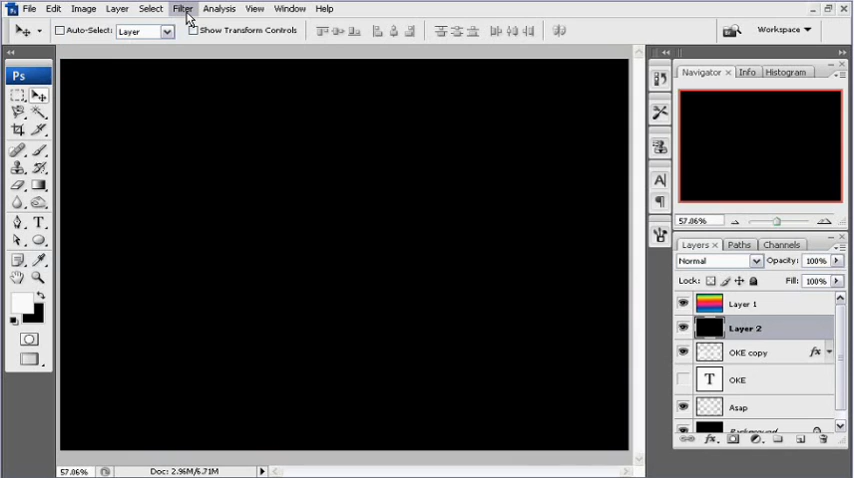 File Edit Image Layer Select Filter Analysis View Window Help
Auto-Select: Layer Show Transform Controls Workspace
Ps
Navigator x Info Histogram
A
57.86%
Layers x Paths Channels
Normal Opacity: 100%
Lock: Fill: 100%
Layer 1
Layer 2
OKE copy fx
T OKE
Asap
Background
T
57.86% Doc: 2.96M/6.71M